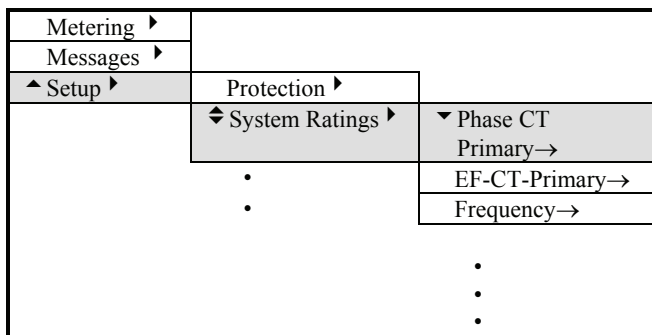 Metering
Messages
Setup
Protection
System Ratings
Phase CT
Primary→
EF-CT-Primary→
Frequency→